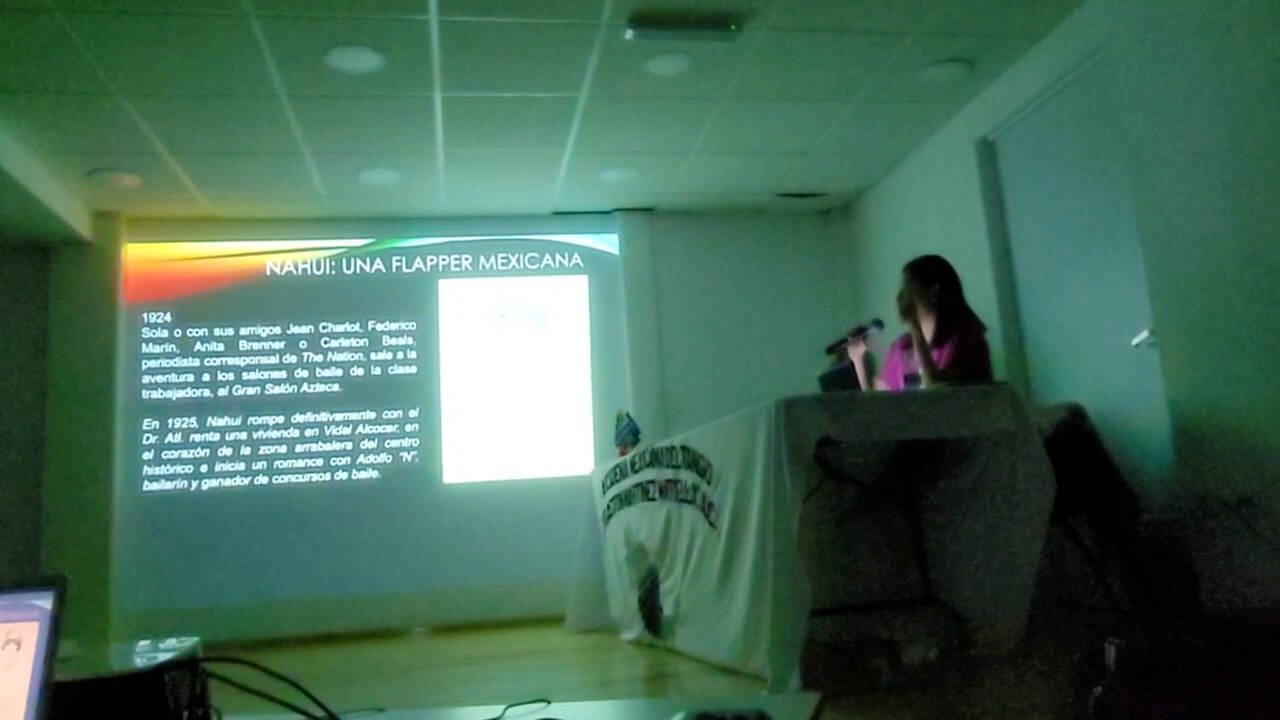 NAHUI: UNA FLAPPER MEXICANA
1924
Sola o con sus amigos Jean Charlot, Federico
Marín, Anita Brenner o Carleton Beals,
periodista corresponsal de The Nation, sale a la
aventura a los salones de baile de la clase
trabajadora, al Gran Salón Azteca.
En 1925, Nahui rompe definitivamente con el
Dr. Atl. renta una vivienda en Vidal Alcocer, en
el corazón de la zona arrabalera del centro
histórico e inicia un romance con Adolfo "N",
bailarín y ganador de concursos de baile.
MEXICANA DEL
MARTINEZ